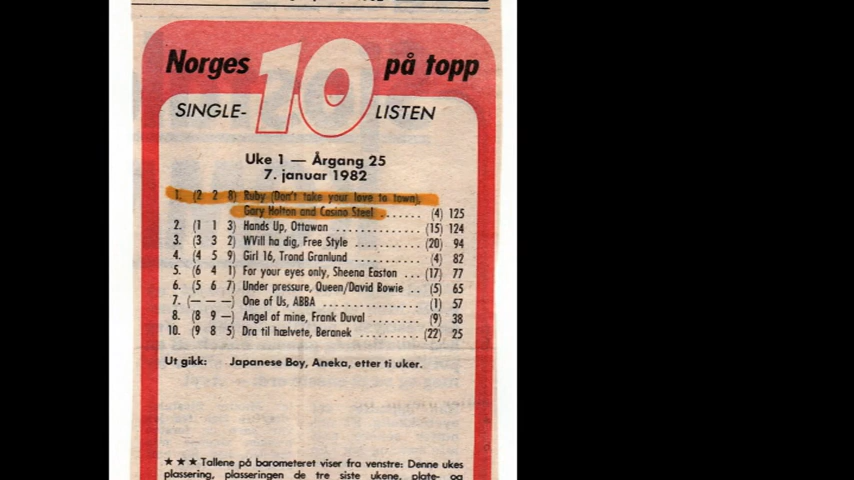 Norges 10 på topp
SINGLE- LISTEN
Uke 1 — Årgang 25
7. januar 1982
1. (2 2 8) Ruby (Don't take your love to town),
Gary Holton and Casino Steel ....... (4) 125
2. (1 1 3) Hands Up, Ottawan ............ (15) 124
3. (3 3 2) WVill ha dig, Free Style ........ (20) 94
4. (4 5 9) Girl 16, Trond Granlund ........ (4) 82
5. (6 4 1) For your eyes only, Sheena Easton ... (17) 77
6. (5 6 7) Under pressure, Queen/David Bowie .. (5) 65
7. (— — —) One of Us, ABBA ............... (1) 57
8. (8 9 —) Angel of mine, Frank Duval ....... (9) 38
10. (9 8 5) Dra til hælvete, Beranek ......... (22) 25
Ut gikk: Japanese Boy, Aneka, etter ti uker.
★ ★ ★ Tallene på barometeret viser fra venstre: Denne ukes
plassering, plasseringen de tre siste ukene, plate- og